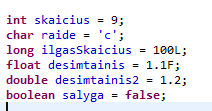 int skaicius = 9;
char raide = 'c';
long ilgasSkaicius = 100L;
float desimtainis = 1.1F;
double desimtainis2 = 1.2;
boolean salyga = false;